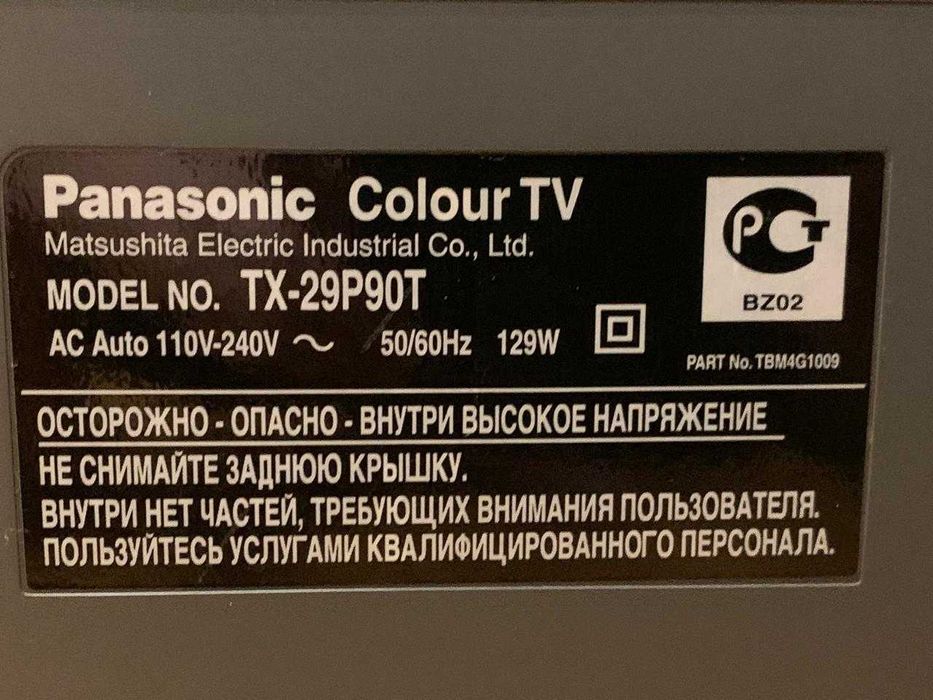 Panasonic Colour TV
Matsushita Electric Industrial Co., Ltd.
MODEL NO. TX-29P90T
AC Auto 110V-240V ～ 50/60Hz 129W
РСТ
BZ02
PART No. TBM4G1009
ОСТОРОЖНО - ОПАСНО - ВНУТРИ ВЫСОКОЕ НАПРЯЖЕНИЕ
НЕ СНИМАЙТЕ ЗАДНЮЮ КРЫШКУ.
ВНУТРИ НЕТ ЧАСТЕЙ, ТРЕБУЮЩИХ ВНИМАНИЯ ПОЛЬЗОВАТЕЛЯ.
ПОЛЬЗУЙТЕСЬ УСЛУГАМИ КВАЛИФИЦИРОВАННОГО ПЕРСОНАЛА.